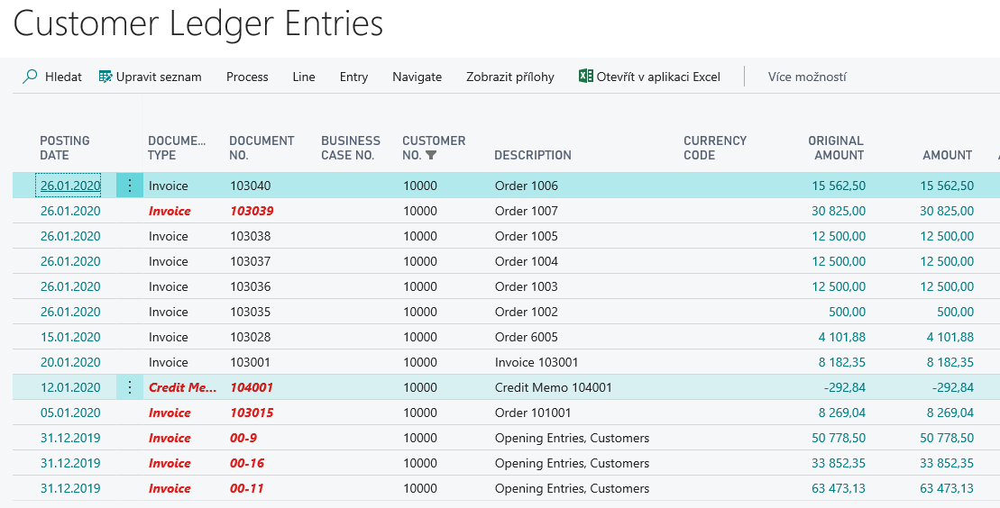 Customer Ledger Entries
Hledat Upravit seznam Process Line Entry Navigate Zobrazit přílohy Otevřít v aplikaci Excel Více možností
POSTING DATE DOCUME... TYPE DOCUMENT NO. BUSINESS CASE NO. CUSTOMER NO. DESCRIPTION CURRENCY CODE ORIGINAL AMOUNT AMOUNT
26.01.2020 Invoice 103040 10000 Order 1006 15 562,50 15 562,50
26.01.2020 Invoice 103039 10000 Order 1007 30 825,00 30 825,00
26.01.2020 Invoice 103038 10000 Order 1005 12 500,00 12 500,00
26.01.2020 Invoice 103037 10000 Order 1004 12 500,00 12 500,00
26.01.2020 Invoice 103036 10000 Order 1003 12 500,00 12 500,00
26.01.2020 Invoice 103035 10000 Order 1002 500,00 500,00
15.01.2020 Invoice 103028 10000 Order 6005 4 101,88 4 101,88
20.01.2020 Invoice 103001 10000 Invoice 103001 8 182,35 8 182,35
12.01.2020 Credit Me... 104001 10000 Credit Memo 104001 -292,84 -292,84
05.01.2020 Invoice 103015 10000 Order 101001 8 269,04 8 269,04
31.12.2019 Invoice 00-9 10000 Opening Entries, Customers 50 778,50 50 778,50
31.12.2019 Invoice 00-16 10000 Opening Entries, Customers 33 852,35 33 852,35
31.12.2019 Invoice 00-11 10000 Opening Entries, Customers 63 473,13 63 473,13